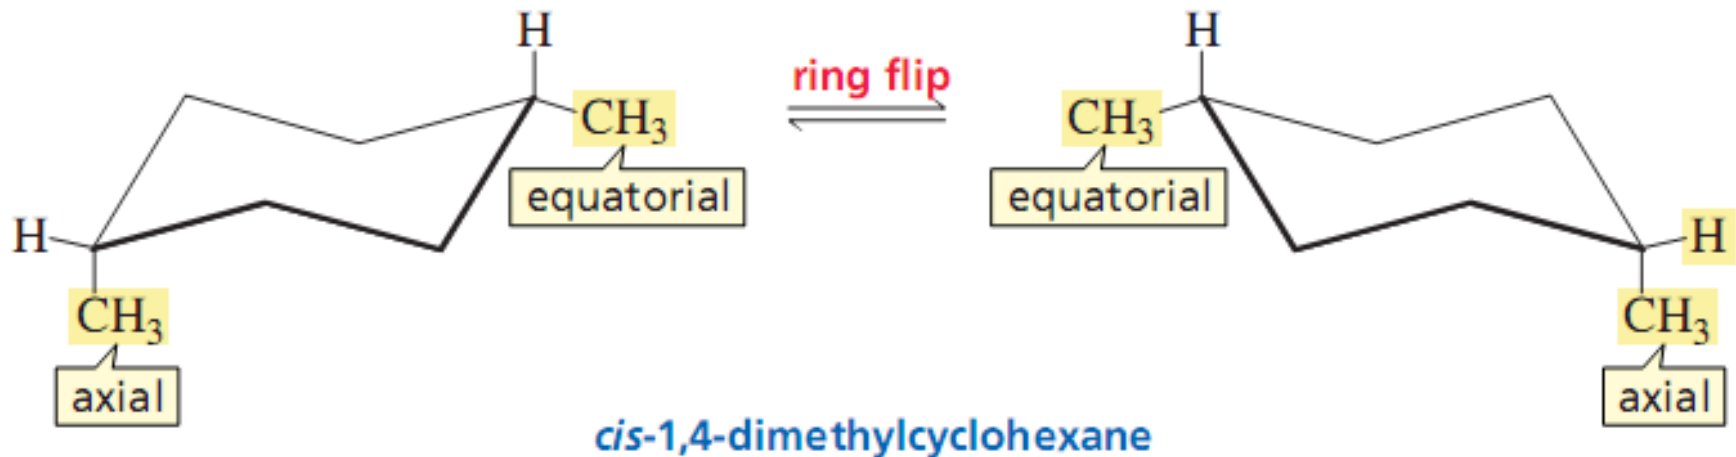 H
H
ring flip
CH₃
CH₃
equatorial
equatorial
H
H
CH₃
CH₃
axial
axial
cis-1,4-dimethylcyclohexane